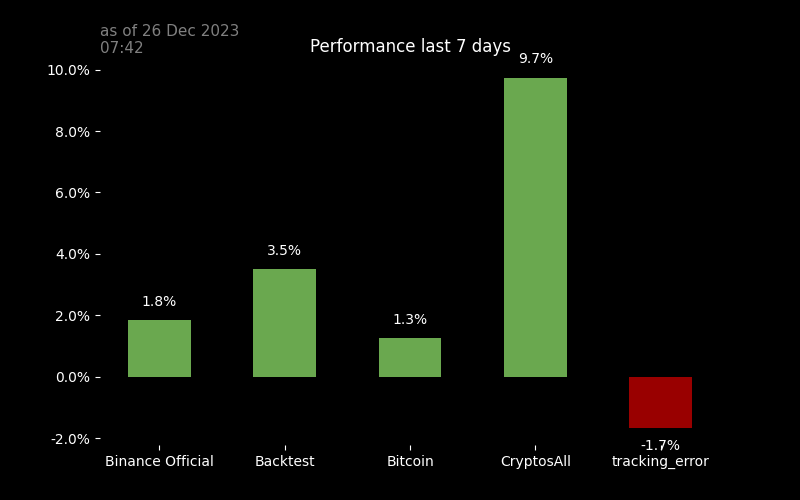 as of 26 Dec 2023
07:42
Performance last 7 days
10.0%
8.0%
6.0%
4.0%
2.0%
0.0%
-2.0%
1.8%
3.5%
1.3%
9.7%
-1.7%
Binance Official
Backtest
Bitcoin
CryptosAll
tracking_error